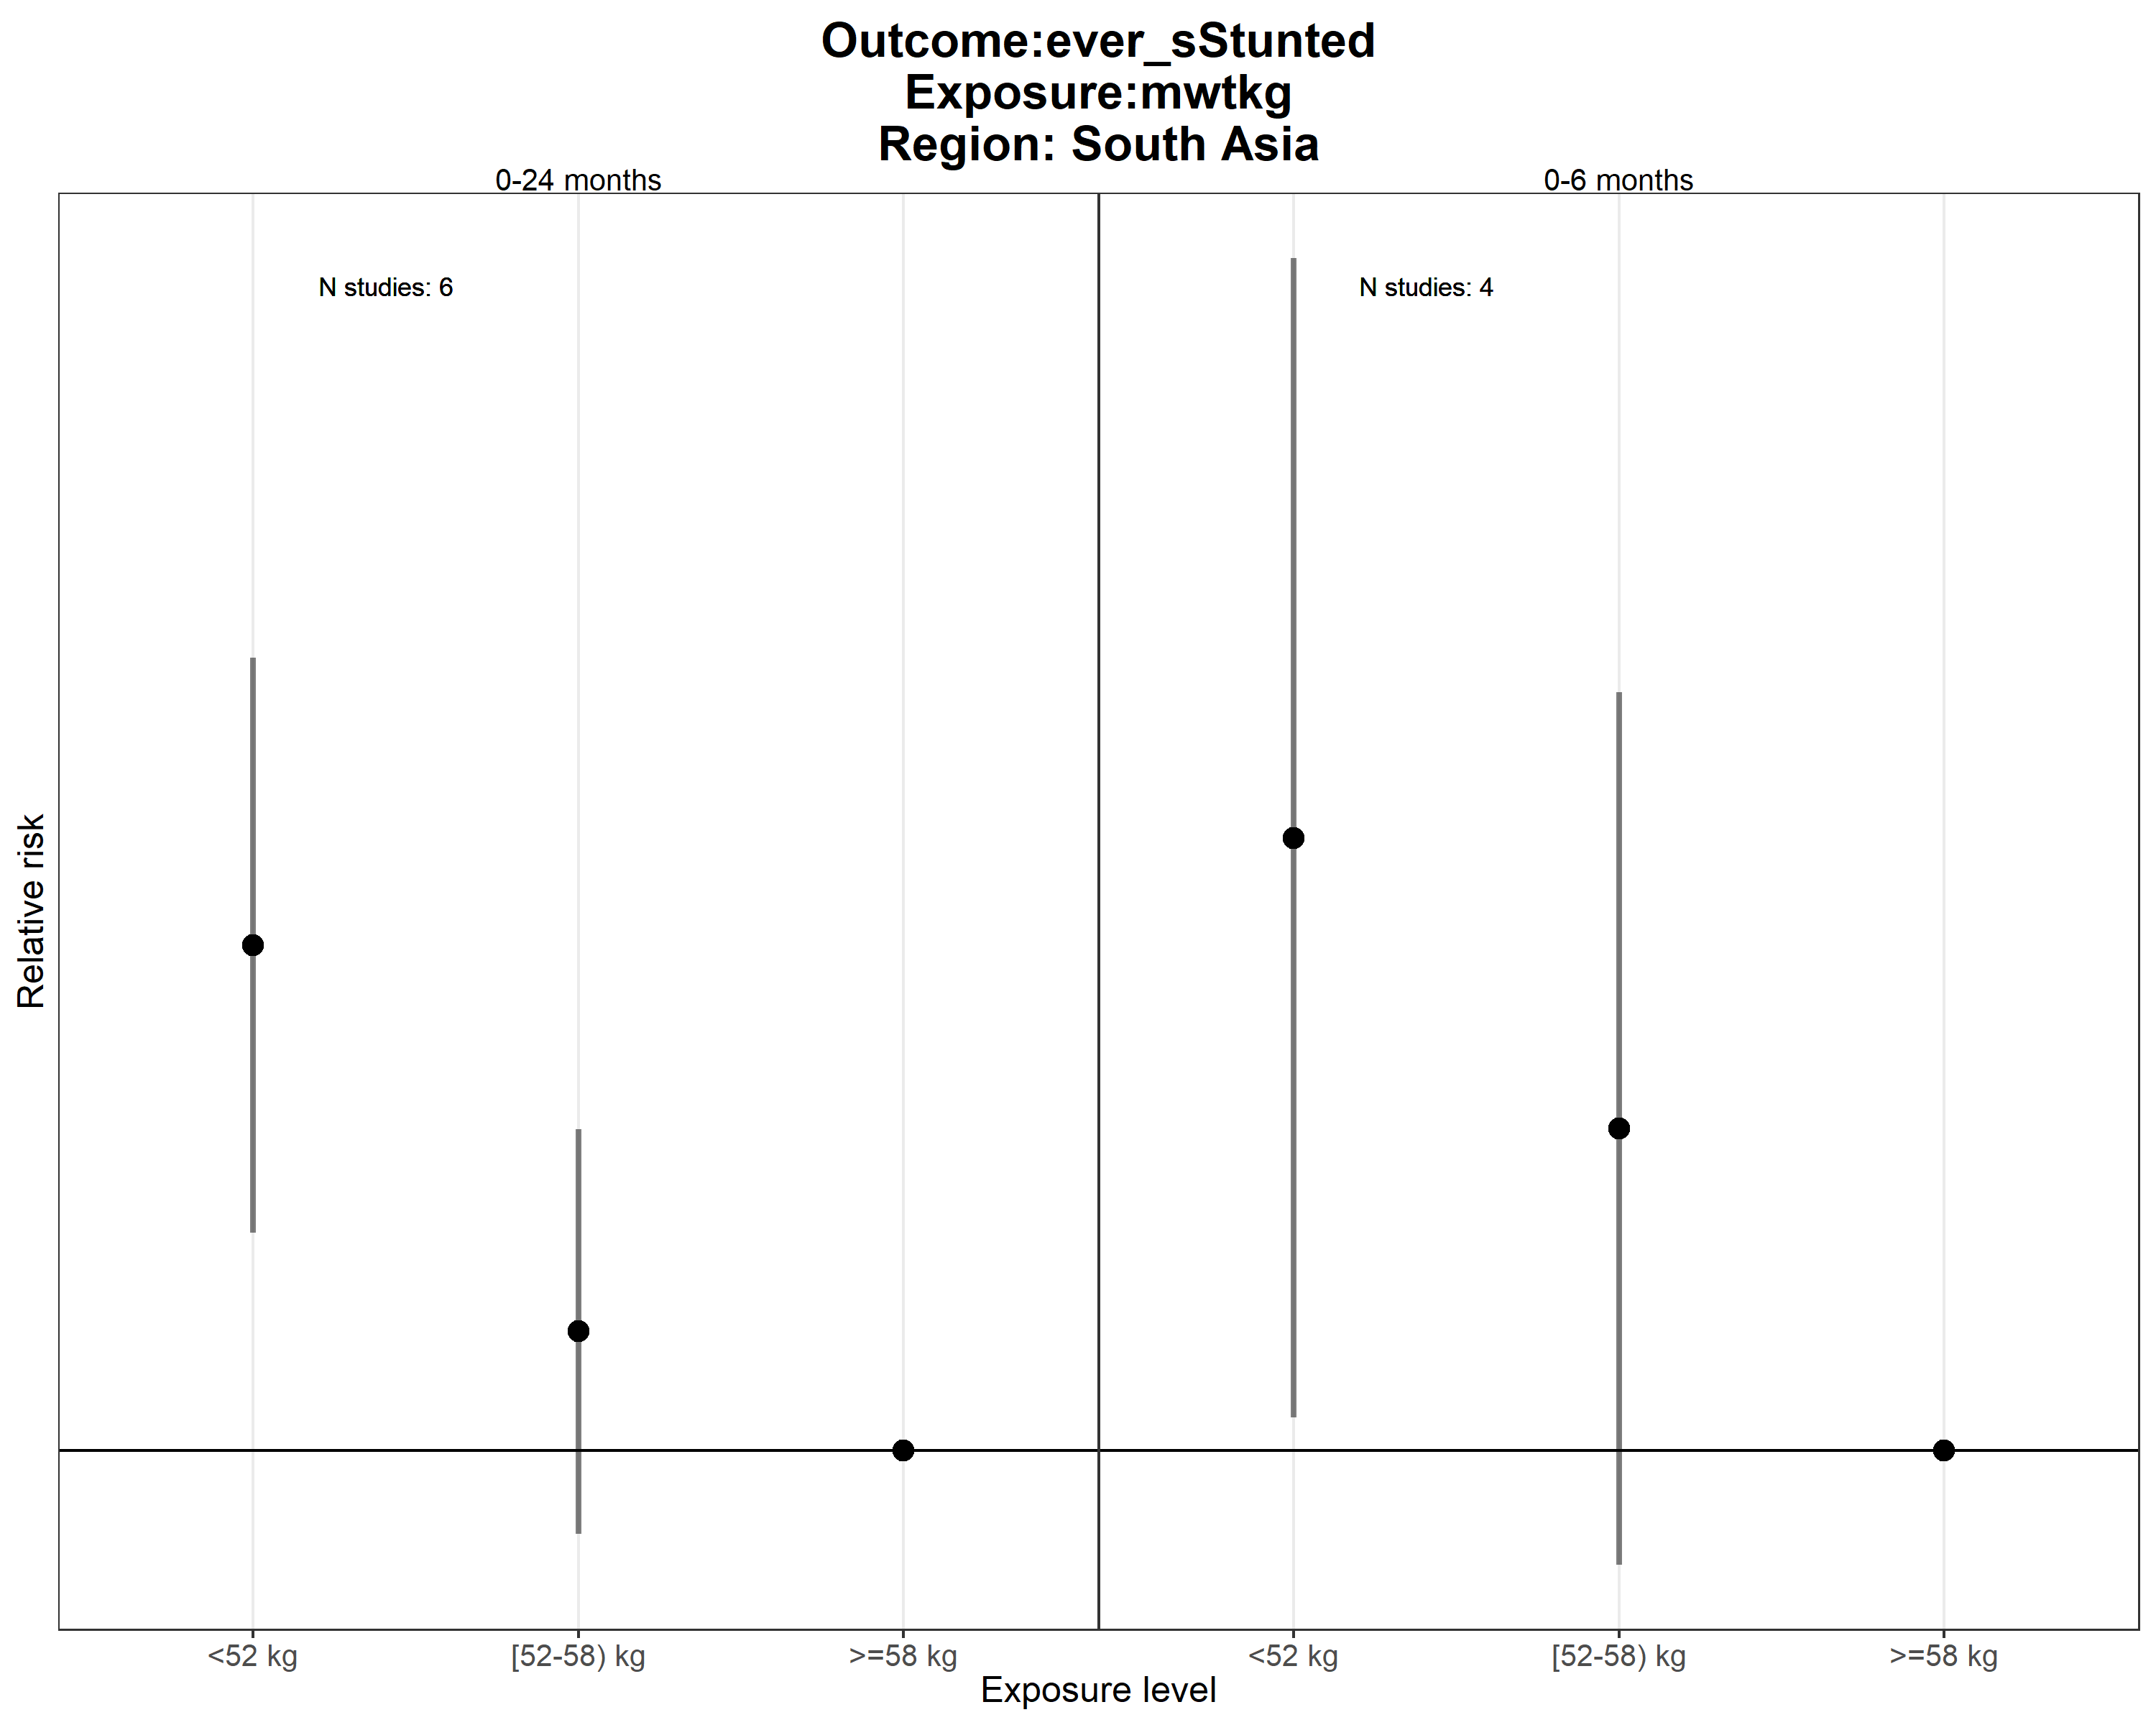 Outcome:ever_sStunted
Exposure:mwtkg
Region: South Asia
0-24 months
0-6 months
N studies: 6
N studies: 4
Relative risk
<52 kg
[52-58) kg
>=58 kg
<52 kg
[52-58) kg
>=58 kg
Exposure level